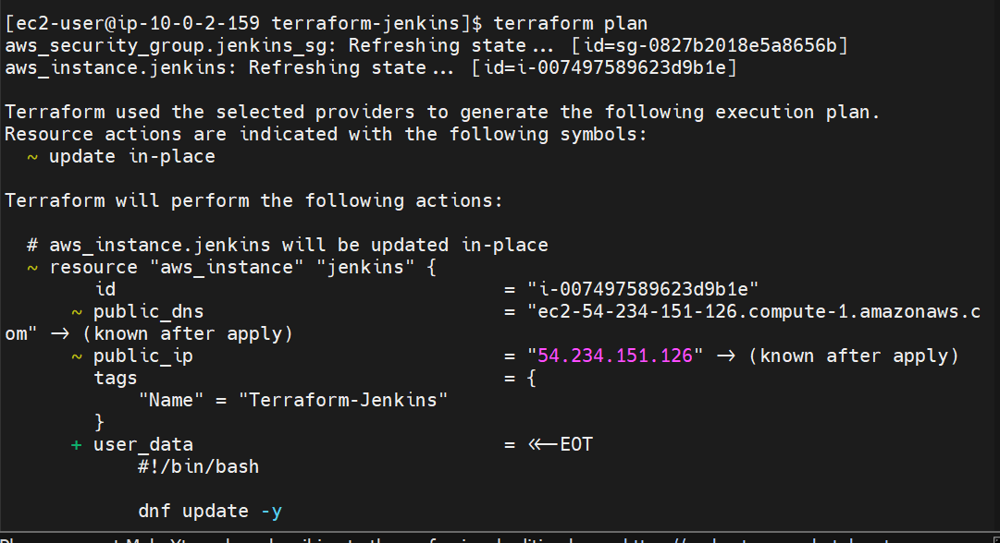 [ec2-user@ip-10-0-2-159 terraform-jenkins]$ terraform plan
aws_security_group.jenkins_sg: Refreshing state... [id=sg-0827b2018e5a8656b]
aws_instance.jenkins: Refreshing state... [id=i-007497589623d9b1e]
Terraform used the selected providers to generate the following execution plan.
Resource actions are indicated with the following symbols:
~ update in-place
Terraform will perform the following actions:
# aws_instance.jenkins will be updated in-place
~ resource "aws_instance" "jenkins" {
id = "i-007497589623d9b1e"
~ public_dns = "ec2-54-234-151-126.compute-1.amazonaws.c
om" -> (known after apply)
~ public_ip = "54.234.151.126" -> (known after apply)
tags = {
"Name" = "Terraform-Jenkins"
}
+ user_data = <<-EOT
#!/bin/bash
dnf update -y